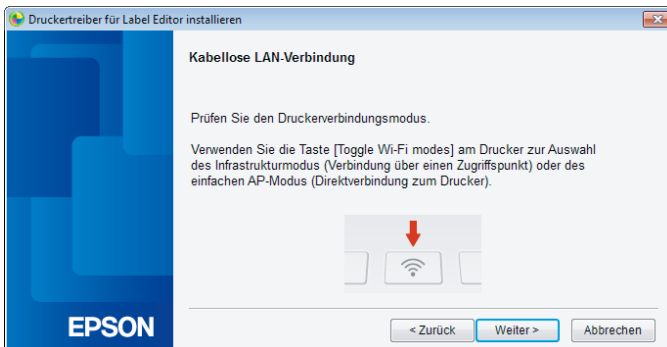 Druckertreiber für Label Editor installieren
Kabellose LAN-Verbindung
Prüfen Sie den Druckerverbindungsmodus.
Verwenden Sie die Taste [Toggle Wi-Fi modes] am Drucker zur Auswahl
des Infrastrukturmodus (Verbindung über einen Zugriffspunkt) oder des
einfachen AP-Modus (Direktverbindung zum Drucker).
EPSON
< Zurück
Weiter >
Abbrechen